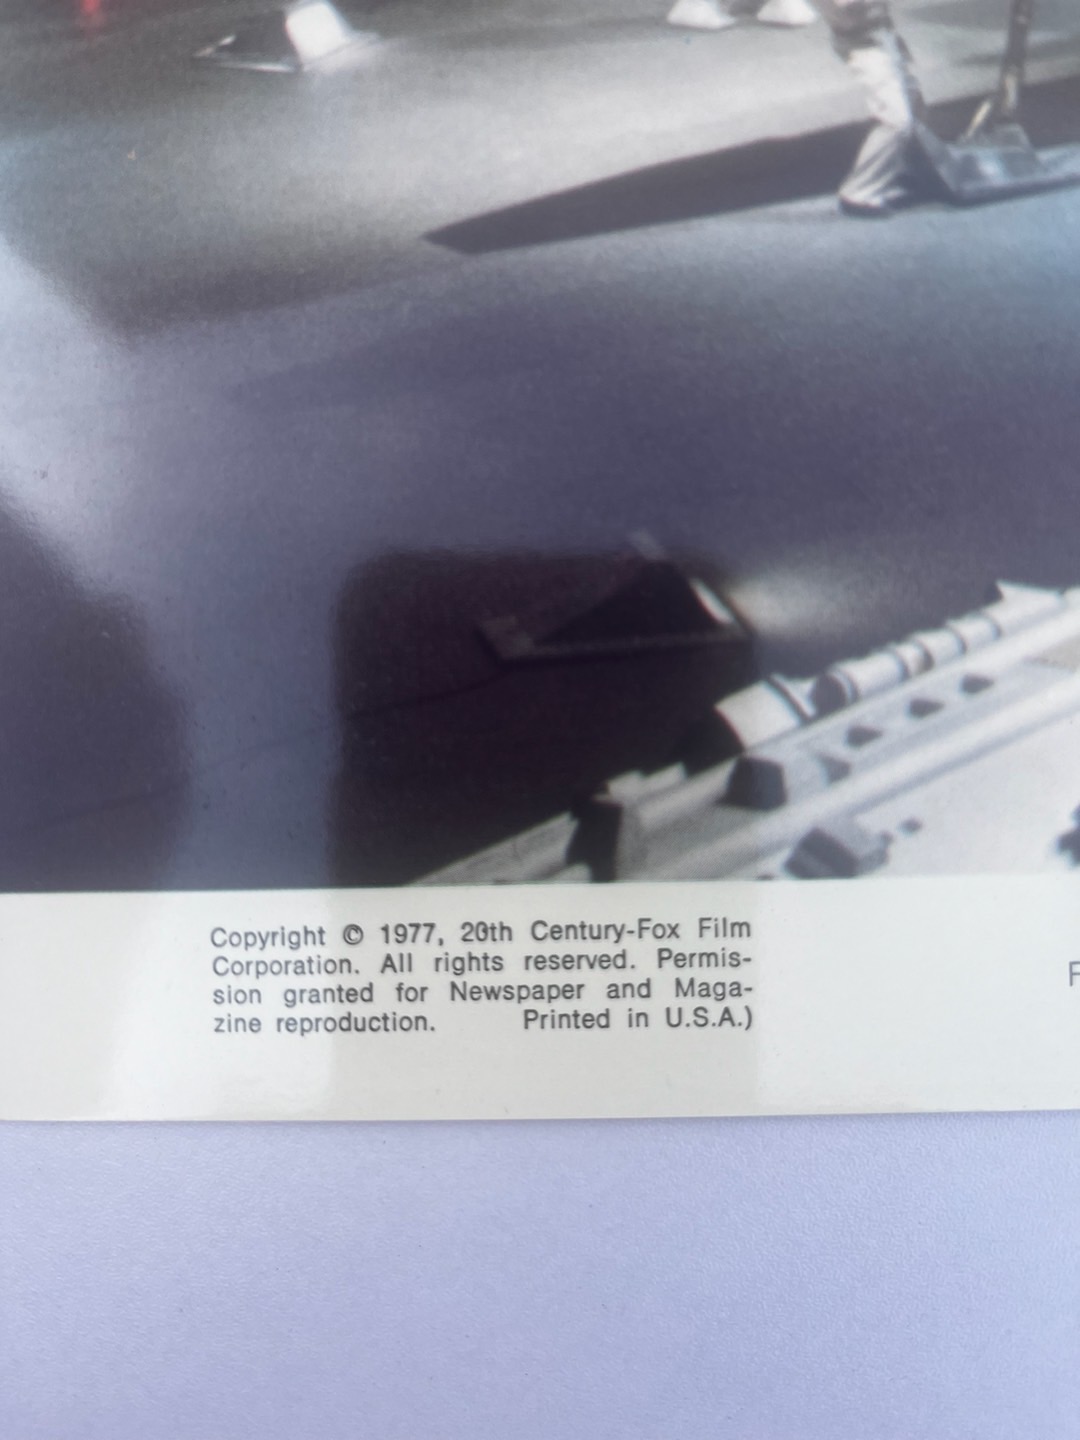 Copyright © 1977, 20th Century-Fox Film
Corporation. All rights reserved. Permis-
sion granted for Newspaper and Maga-
zine reproduction. Printed in U.S.A.)
F